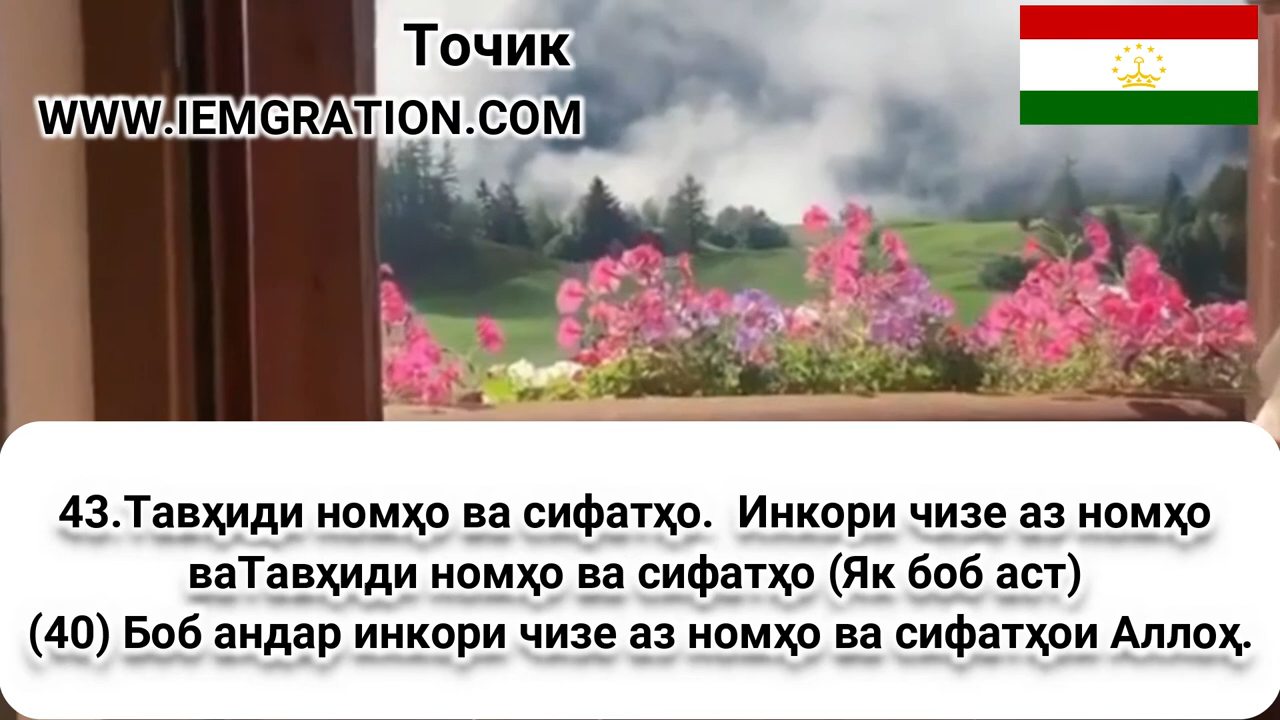 Точик
WWW.IEMGRATION.COM
43.Тавҳиди номҳо ва сифатҳо.  Инкори чизе аз номҳо
ваТавҳиди номҳо ва сифатҳо (Як боб аст)
(40) Боб андар инкори чизе аз номҳо ва сифатҳои Аллоҳ.